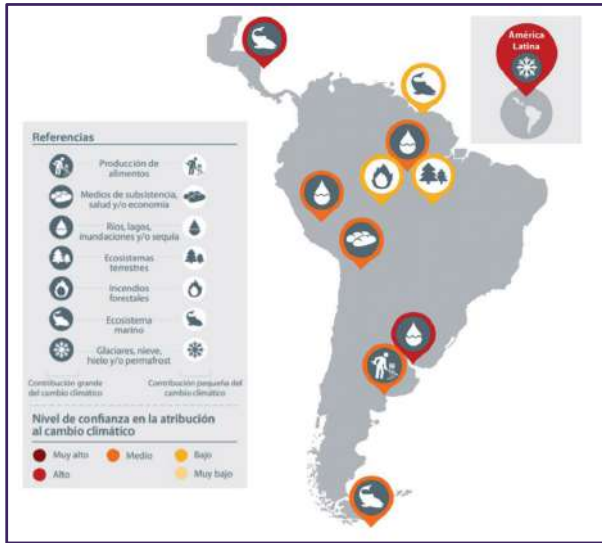 América
Latina
Referencias
Producción de
alimentos
Medios de subsistencia,
salud y/o economía
Ríos, lagos,
inundaciones y/o sequía
Ecosistemas
terrestres
Incendios
forestales
Ecosistema
marino
Glaciares, nieve,
hielo y/o permafrost
Contribución grande
del cambio climático
Contribución pequeña del
cambio climático
Nivel de confianza en la atribución
al cambio climático
Muy alto
Medio
Bajo
Alto
Muy bajo